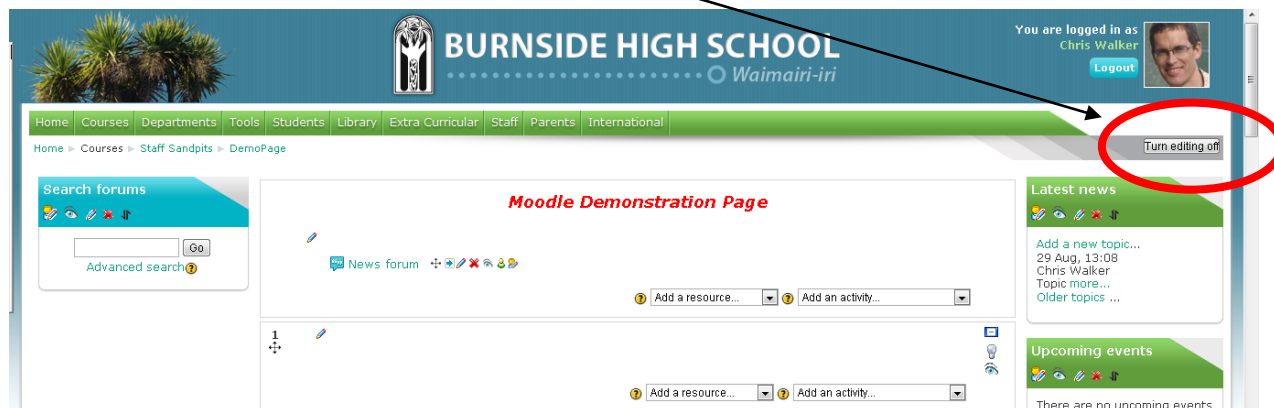 BURNSIDE HIGH SCHOOL
Waimairi-iri
You are logged in as
Chris Walker
Logout
Home Courses Departments Tools Students Library Extra Curricular Staff Parents International
Home ► Courses ► Staff Sandpits ► DemoPage
Turn editing off
Search forums
Go
Advanced search
Moodle Demonstration Page
News forum
Add a resource... Add an activity...
1
Add a resource... Add an activity...
Latest news
Add a new topic...
29 Aug, 13:08
Chris Walker
Topic more...
Older topics ...
Upcoming events
There are no upcoming events